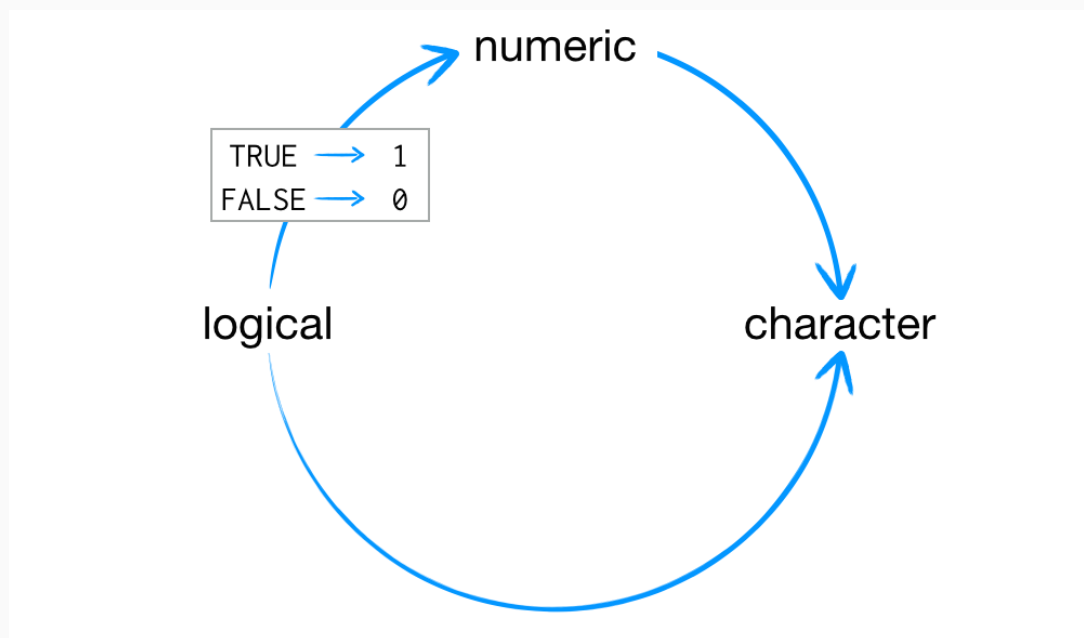 numeric
TRUE → 1
FALSE → 0
logical
character